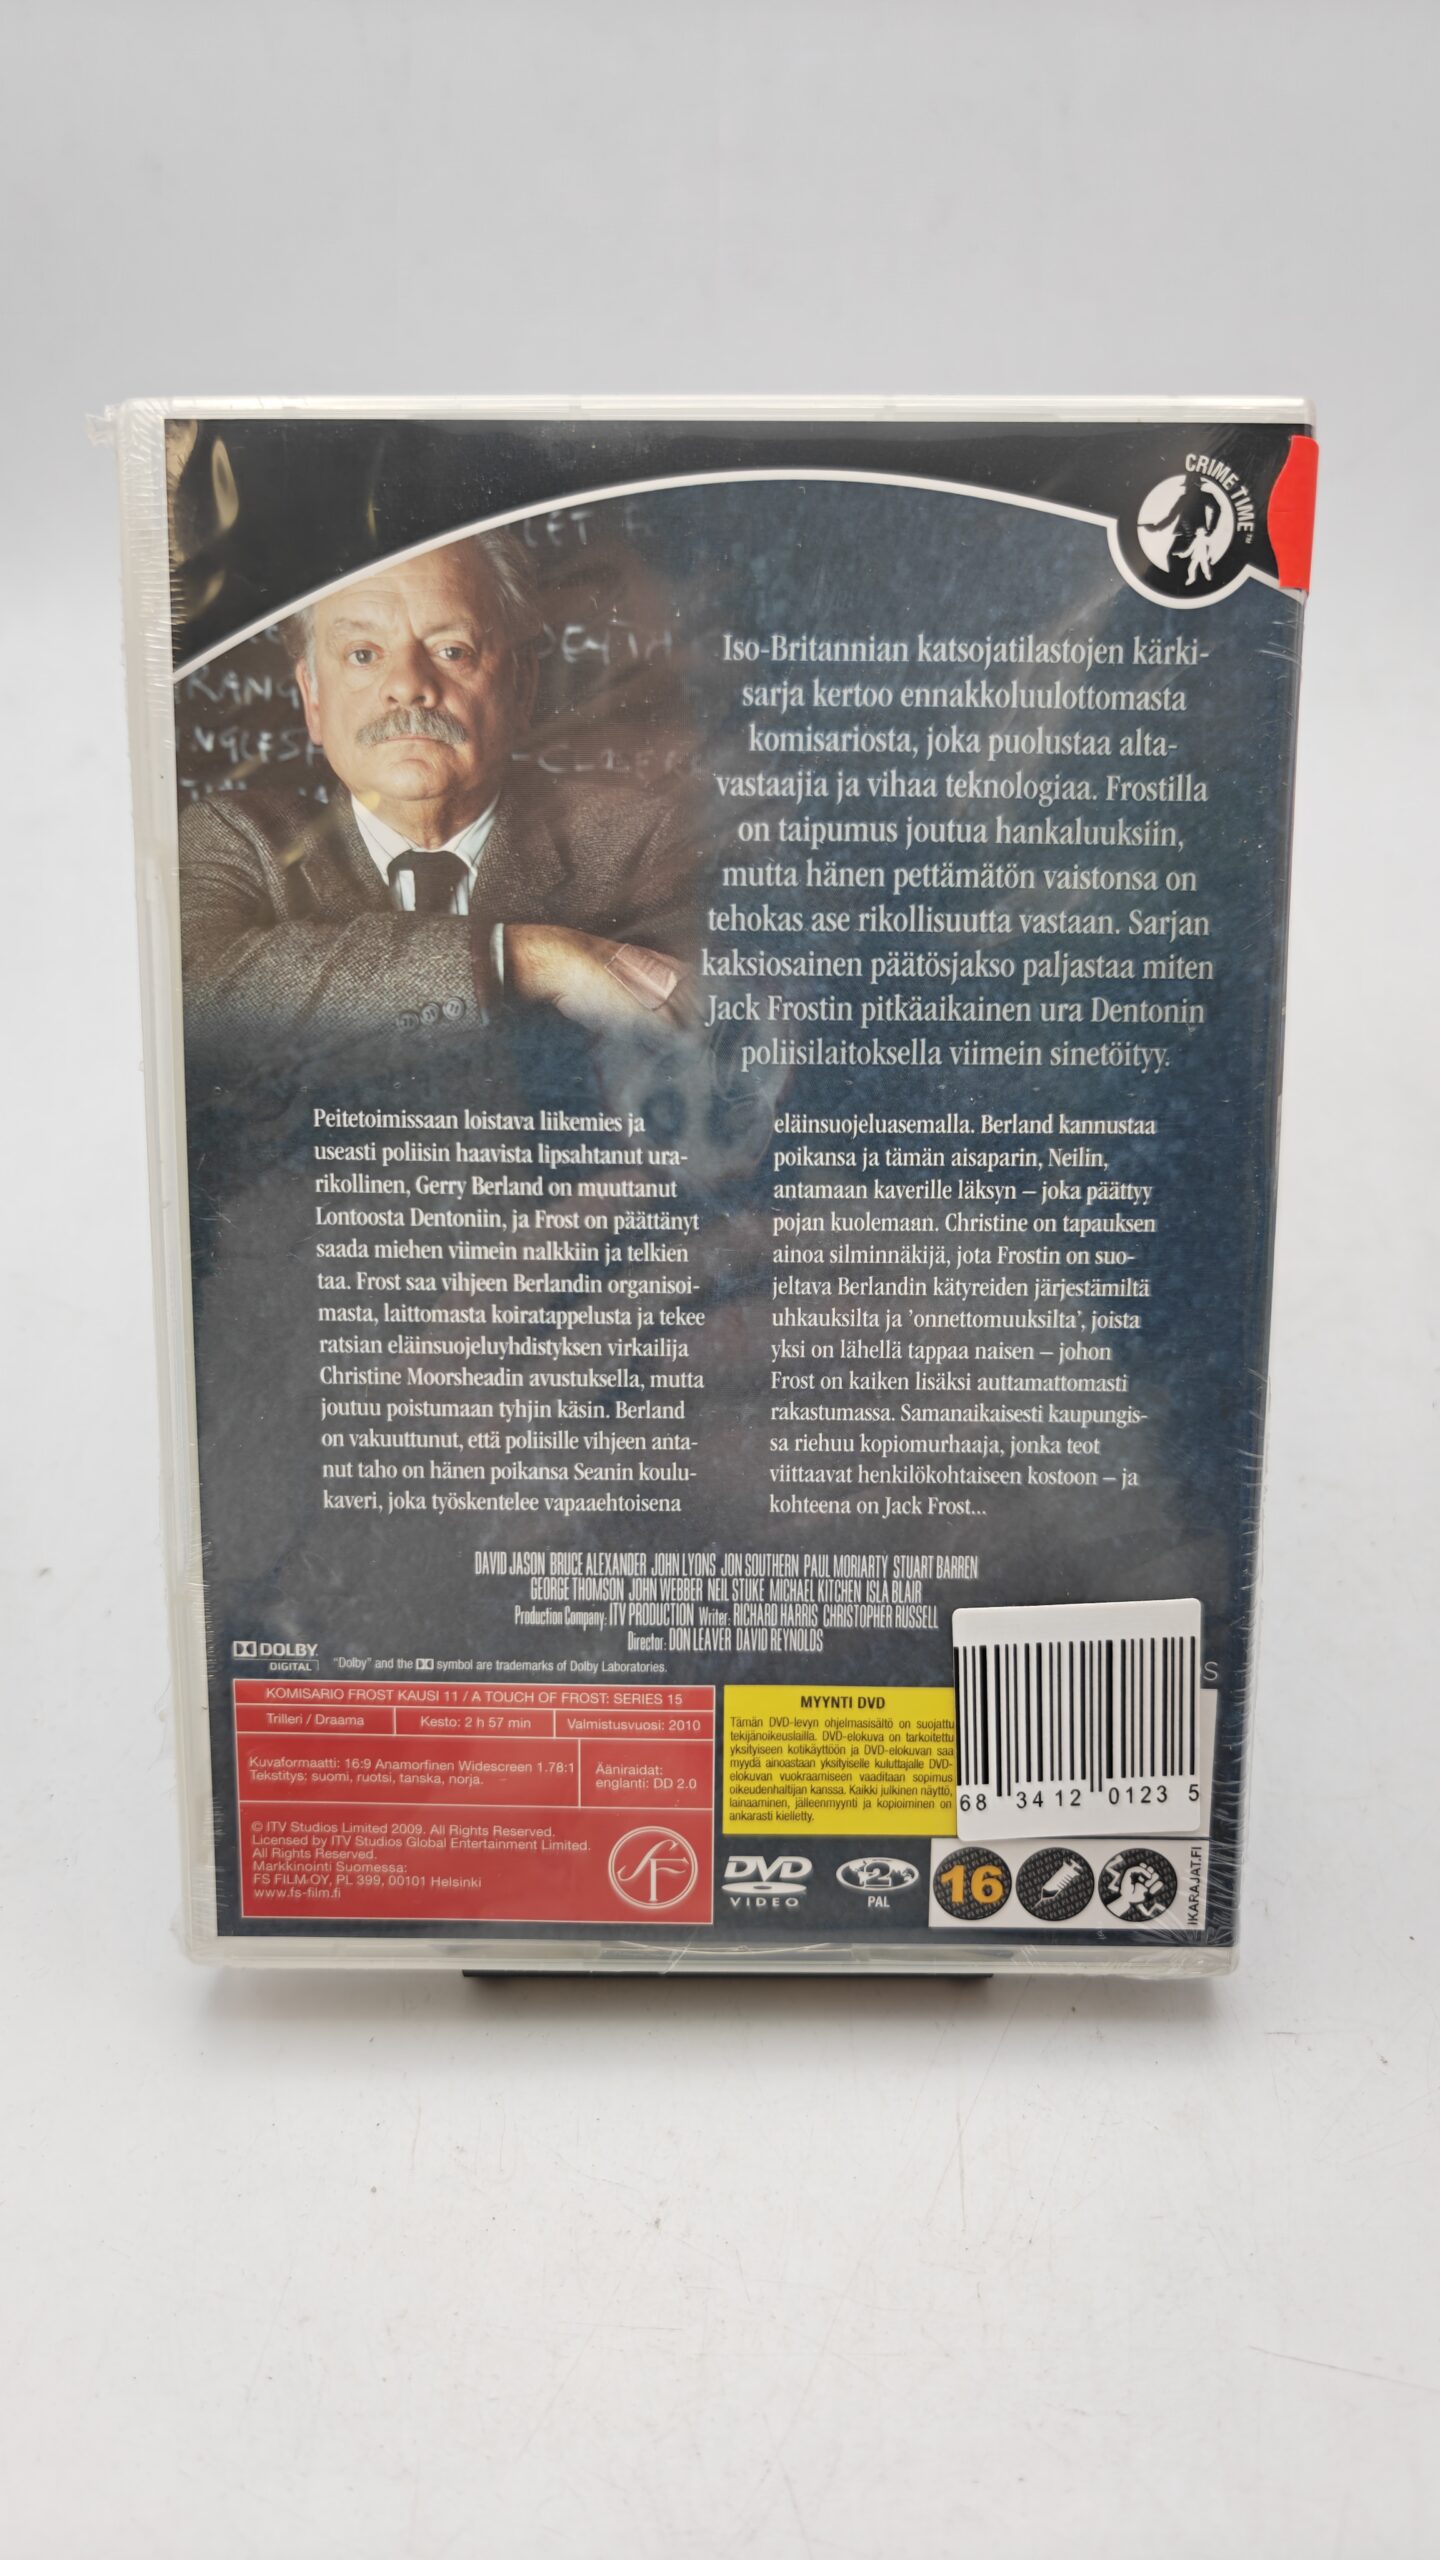 CRIME TIME™
Iso-Britannian katsojatilastojen kärki-
sarja kertoo ennakkoluulottomasta
komisariosta, joka puolustaa alta-
vastaajia ja vihaa teknologiaa. Frostilla
on taipumus joutua hankaluuksiin,
mutta hänen pettämätön vaistonsa on
tehokas ase rikollisuutta vastaan. Sarjan
kaksiosainen päätösjakso paljastaa miten
Jack Frostin pitkäaikainen ura Dentonin
poliisilaitoksella viimein sinetöityy.
Peitetoimissaan loistava liikemies ja
useasti poliisin haavista lipsahtanut ura-
rikollinen, Gerry Berland on muuttanut
Lontoosta Dentoniin, ja Frost on päättänyt
saada miehen viimein nalkkiin ja telkien
taa. Frost saa vihjeen Berlandin organisoi-
masta, laittomasta koiratappelusta ja tekee
ratsian eläinsuojeluyhdistyksen virkailija
Christine Moorsheadin avustuksella, mutta
joutuu poistumaan tyhjin käsin. Berland
on vakuuttunut, että poliisille vihjeen anta-
nut taho on hänen poikansa Seanin koulu-
kaveri, joka työskentelee vapaaehtoisena
eläinsuojeluasemalla. Berland kannustaa
poikansa ja tämän aisaparin, Neilin,
antamaan kaverille läksyn – joka päättyy
pojan kuolemaan. Christine on tapauksen
ainoa silminnäkijä, jota Frostin on suo-
jeltava Berlandin kätyreiden järjestämiltä
uhkauksilta ja 'onnettomuuksilta', joista
yksi on lähellä tappaa naisen – johon
Frost on kaiken lisäksi auttamattomasti
rakastumassa. Samanaikaisesti kaupungis-
sa riehuu kopiomurhaaja, jonka teot
viittaavat henkilökohtaiseen kostoon – ja
kohteena on Jack Frost...
DAVID JASON BRUCE ALEXANDER JOHN LYONS JON SOUTHERN PAUL MORIARTY STUART BARREN
GEORGE THOMSON JOHN WEBBER NEIL STUKE MICHAEL KITCHEN ISLA BLAIR
Production Company: ITV PRODUCTION Writer: RICHARD HARRIS CHRISTOPHER RUSSELL
Director: DON LEAVER DAVID REYNOLDS
DOLBY
DIGITAL
"Dolby" and the symbol are trademarks of Dolby Laboratories.
KOMISARIO FROST KAUSI 11 / A TOUCH OF FROST: SERIES 15
Trilleri / Draama
Kesto: 2 h 57 min
Valmistusvuosi: 2010
Kuvaformaatti: 16:9 Anamorfinen Widescreen 1.78:1
Tekstitys: suomi, ruotsi, tanska, norja.
Ääniraidat:
englanti: DD 2.0
© ITV Studios Limited 2009. All Rights Reserved.
Licensed by ITV Studios Global Entertainment Limited.
All Rights Reserved.
Markkinointi Suomessa:
FS FILM OY, PL 399, 00101 Helsinki
www.fs-film.fi
SF
MYYNTI DVD
Tämän DVD-levyn ohjelmasisältö on suojattu
tekijänoikeuslailla. DVD-elokuva on tarkoitettu
yksityiseen kotikäyttöön ja DVD-elokuvan saa
myydä ainoastaan yksityiselle kuluttajalle DVD-
elokuvan vuokraamiseen vaaditaan sopimus
oikeudenhaltijan kanssa. Kaikki julkinen näyttö,
lainaaminen, jälleenmyynti ja kopioiminen on
ankarasti kielletty.
S
68 3412 0123 5
DVD
VIDEO
2
PAL
16
IKARAJAT.FI